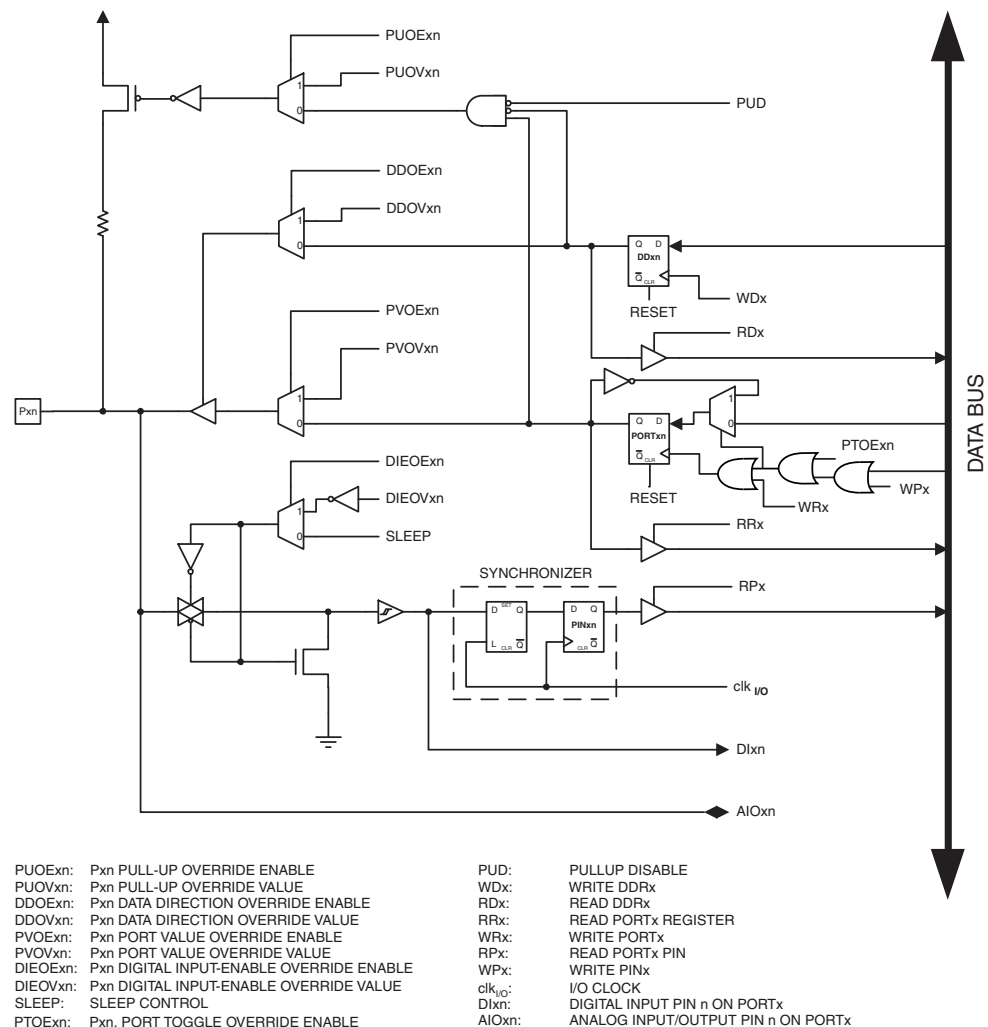 PUOExn
PUOVxn
1
0
PUD
DDOExn
DDOVxn
1
0
Q D
DDxn
Q CLR
RESET
WDx
RDx
PVOExn
PVOVxn
1
0
Pxn
Q D
PORTxn
Q CLR
RESET
1
0
PTOExn
WPx
WRx
RRx
DATA BUS
DIEOExn
DIEOVxn
1
0
SLEEP
SYNCHRONIZER
D SET Q
L CLR Q
D Q
PINxn
CLR Q
RPx
clk I/O
DIxn
AIOxn
PUOExn: Pxn PULL-UP OVERRIDE ENABLE
PUOVxn: Pxn PULL-UP OVERRIDE VALUE
DDOExn: Pxn DATA DIRECTION OVERRIDE ENABLE
DDOVxn: Pxn DATA DIRECTION OVERRIDE VALUE
PVOExn: Pxn PORT VALUE OVERRIDE ENABLE
PVOVxn: Pxn PORT VALUE OVERRIDE VALUE
DIEOExn: Pxn DIGITAL INPUT-ENABLE OVERRIDE ENABLE
DIEOVxn: Pxn DIGITAL INPUT-ENABLE OVERRIDE VALUE
SLEEP: SLEEP CONTROL
PTOExn: Pxn, PORT TOGGLE OVERRIDE ENABLE
PUD: PULLUP DISABLE
WDx: WRITE DDRx
RDx: READ DDRx
RRx: READ PORTx REGISTER
WRx: WRITE PORTx
RPx: READ PORTx PIN
WPx: WRITE PINx
clkI/O: I/O CLOCK
DIxn: DIGITAL INPUT PIN n ON PORTx
AIOxn: ANALOG INPUT/OUTPUT PIN n ON PORTx